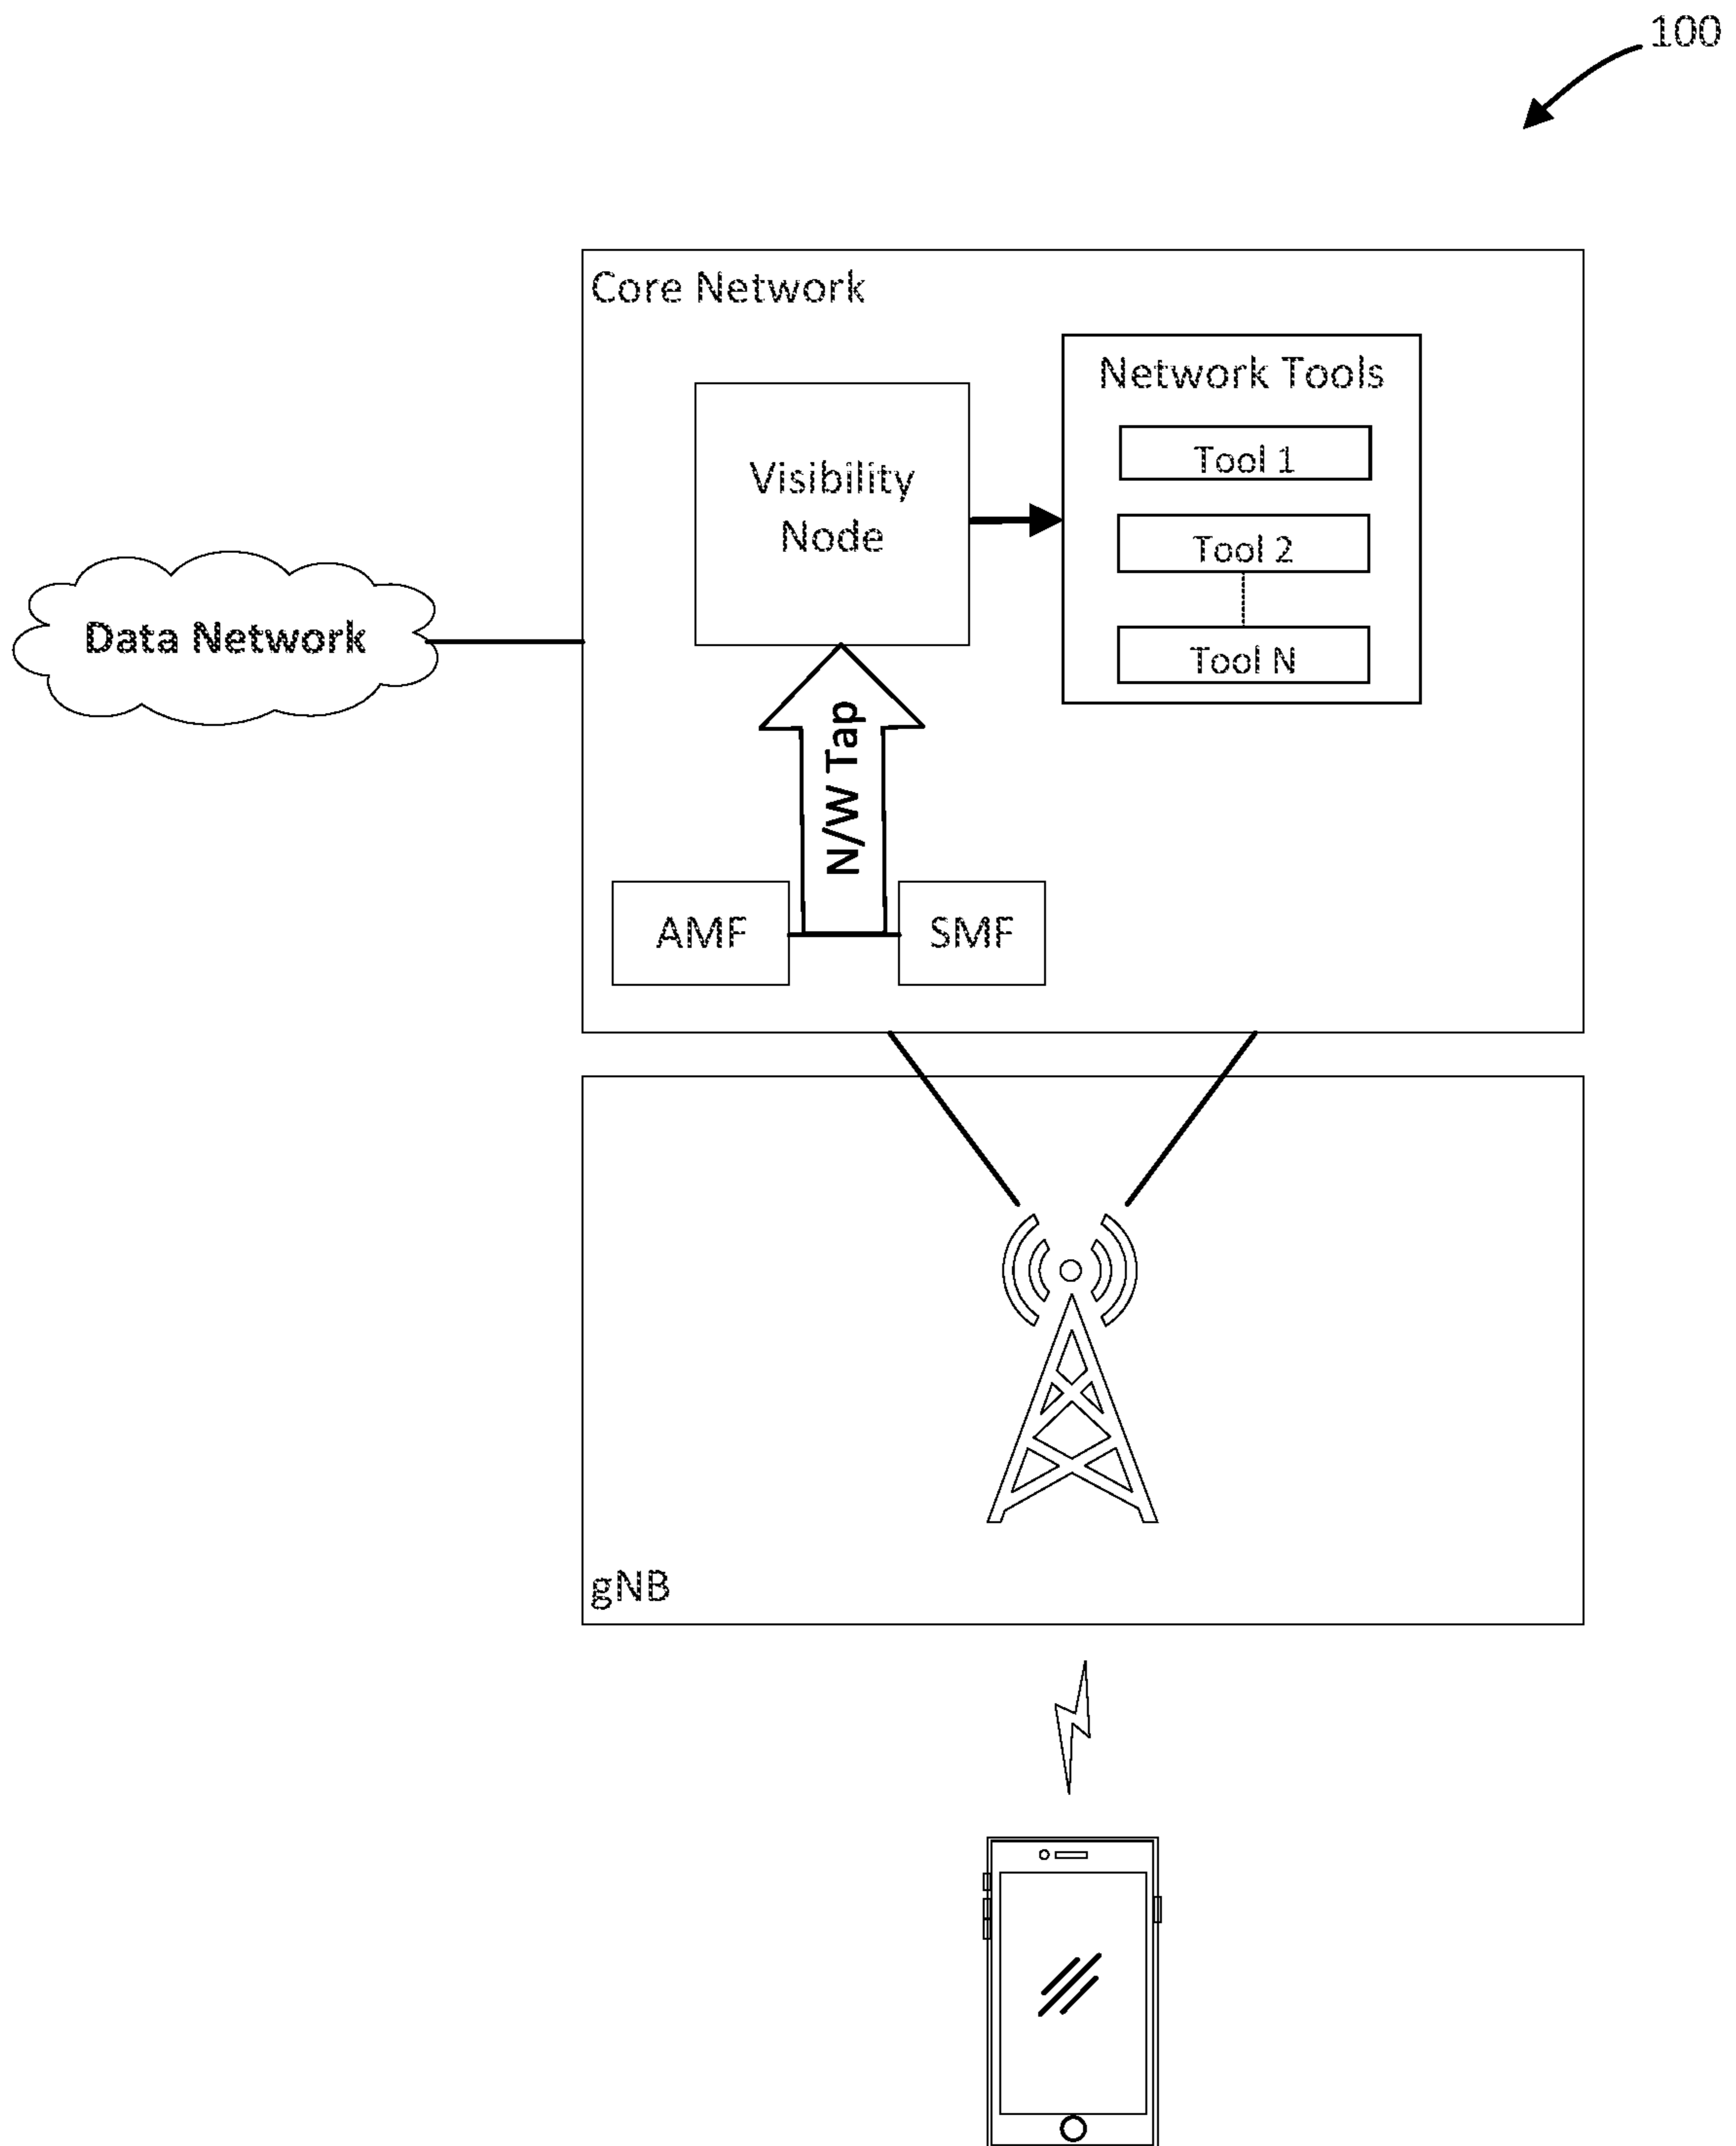 100
Core Network
Network Tools
Visibility
Node
Tool 1
Tool 2
Tool N
Data Network
N/W Tap
AMF
SMF
gNB